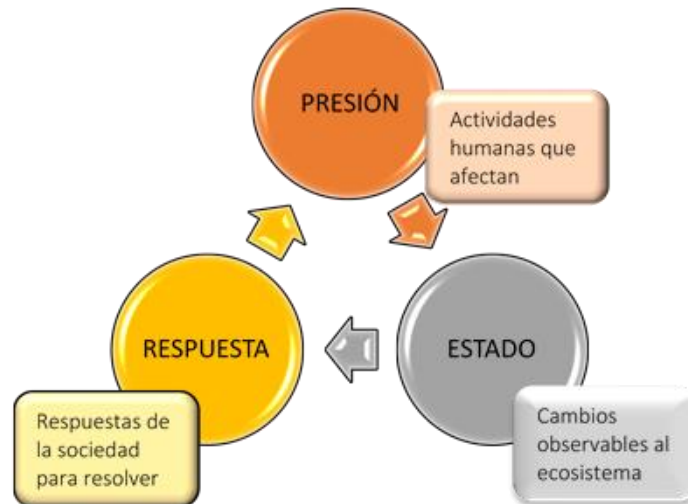 PRESIÓN
Actividades
humanas que
afectan
RESPUESTA
ESTADO
Respuestas de
la sociedad
para resolver
Cambios
observables al
ecosistema